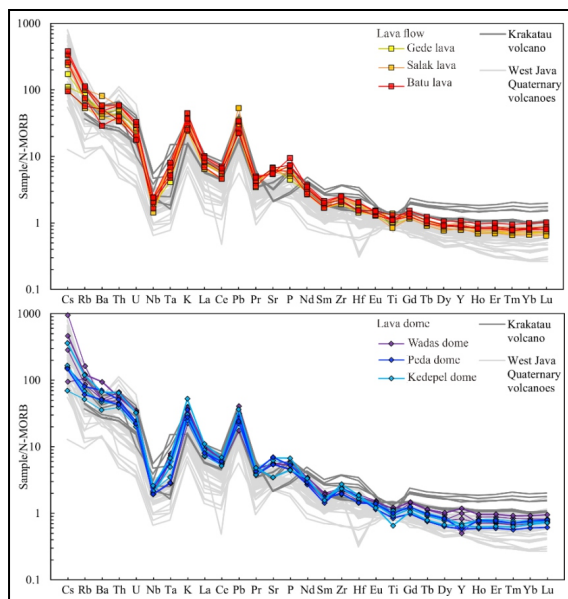 1000
100
10
1
0.1
Sample/N-MORB
Lava flow
Gede lava
Salak lava
Batu lava
Krakatau
volcano
West Java
Quaternary
volcanoes
Cs Rb Ba Th U Nb Ta K La Ce Pb Pr Sr P Nd Sm Zr Hf Eu Ti Gd Tb Dy Y Ho Er Tm Yb Lu
1000
100
10
1
0.1
Sample/N-MORB
Lava dome
Wadas dome
Peda dome
Kedepel dome
Krakatau
volcano
West Java
Quaternary
volcanoes
Cs Rb Ba Th U Nb Ta K La Ce Pb Pr Sr P Nd Sm Zr Hf Eu Ti Gd Tb Dy Y Ho Er Tm Yb Lu